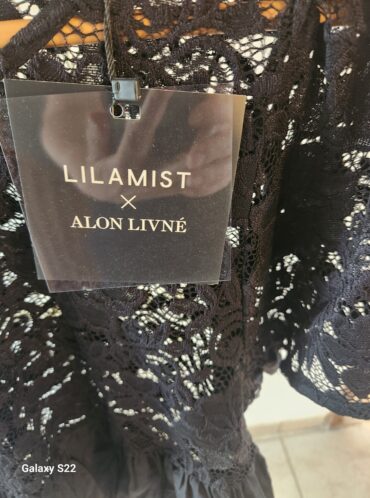 LILAMIST
×
ALON LIVNÉ
Galaxy S22